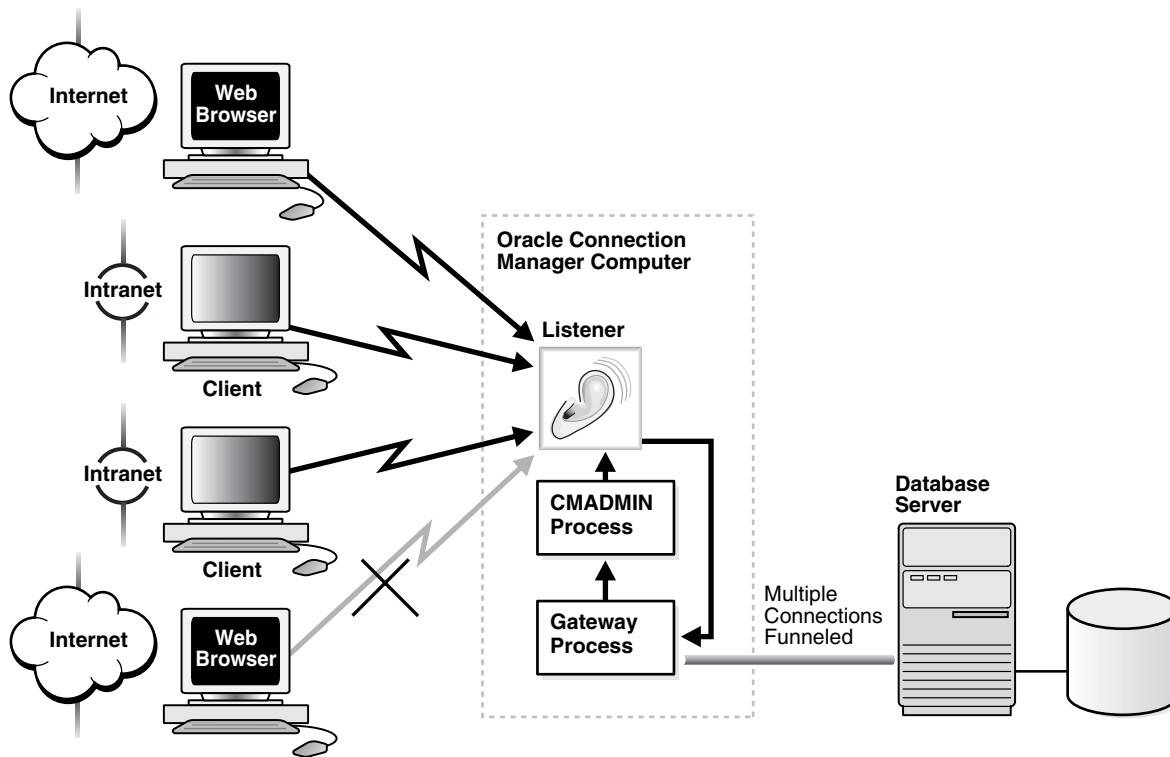 Internet
Web
Browser
Intranet
Client
Intranet
Client
Internet
Web
Browser
Oracle Connection
Manager Computer
Listener
CMADMIN
Process
Gateway
Process
Multiple
Connections
Funneled
Database
Server